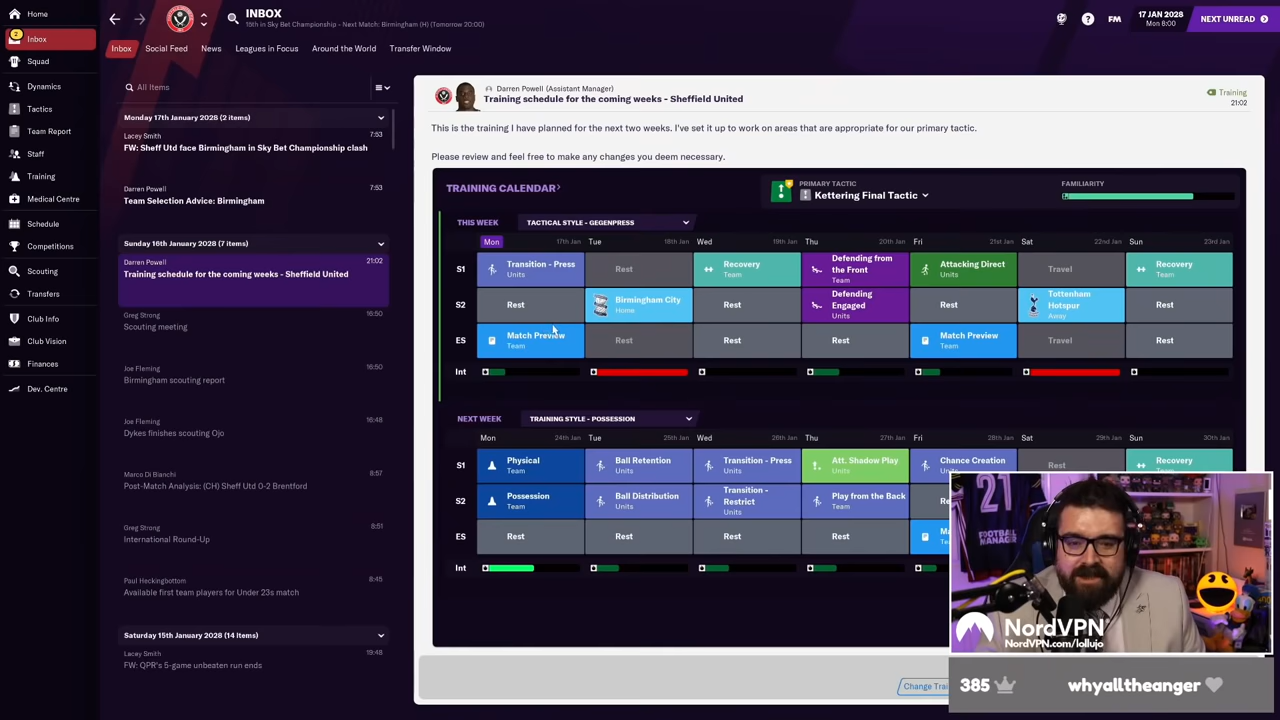 Home
INBOX
15th in Sky Bet Championship - Next Match: Birmingham (H) (Tomorrow 20:00)
FM
17 JAN 2028
Mon 8:00
NEXT UNREAD
2
Inbox
Squad
Dynamics
Tactics
Team Report
Staff
Training
Medical Centre
Schedule
Competitions
Scouting
Transfers
Club Info
Club Vision
Finances
Dev. Centre
Inbox
Social Feed
News
Leagues in Focus
Around the World
Transfer Window
All Items
Monday 17th January 2028 (2 items)
Lacey Smith
7:53
FW: Sheff Utd face Birmingham in Sky Bet Championship clash
Darren Powell
7:53
Team Selection Advice: Birmingham
Sunday 16th January 2028 (7 items)
Darren Powell
21:02
Training schedule for the coming weeks - Sheffield United
Greg Strong
16:50
Scouting meeting
Joe Fleming
16:50
Birmingham scouting report
Joe Fleming
16:48
Dykes finishes scouting Ojo
Marco Di Bianchi
8:57
Post-Match Analysis: (CH) Sheff Utd 0-2 Brentford
Greg Strong
8:51
International Round-Up
Paul Heckingbottom
8:45
Available first team players for Under 23s match
Saturday 15th January 2028 (14 items)
Lacey Smith
19:48
FW: QPR's 5-game unbeaten run ends
Darren Powell (Assistant Manager)
Training schedule for the coming weeks - Sheffield United
Training
21:02
This is the training I have planned for the next two weeks. I've set it up to work on areas that are appropriate for our primary tactic.
Please review and feel free to make any changes you deem necessary.
TRAINING CALENDAR
PRIMARY TACTIC
Kettering Final Tactic
FAMILIARITY
THIS WEEK
TACTICAL STYLE - GEGENPRESS
Mon 17th Jan Tue 18th Jan Wed 19th Jan Thu 20th Jan Fri 21st Jan Sat 22nd Jan Sun 23rd Jan
S1
Transition - Press
Units
Rest
Recovery
Team
Defending from the Front
Team
Attacking Direct
Units
Travel
Recovery
Team
S2
Rest
Birmingham City
Home
Rest
Defending Engaged
Units
Rest
Tottenham Hotspur
Away
Rest
ES
Match Preview
Team
Rest
Rest
Rest
Match Preview
Team
Travel
Rest
Int
NEXT WEEK
TRAINING STYLE - POSSESSION
Mon 24th Jan Tue 25th Jan Wed 26th Jan Thu 27th Jan Fri 28th Jan Sat 29th Jan Sun 30th Jan
S1
Physical
Team
Ball Retention
Units
Transition - Press
Units
Att. Shadow Play
Units
Chance Creation
Units
Rest
Recovery
S2
Possession
Team
Ball Distribution
Units
Transition - Restrict
Units
Play from the Back
Team
ES
Rest
Rest
Rest
Rest
Int
21
FOOTBALL MANAGER
NordVPN
NordVPN.com/lollujo
385
whyalltheanger